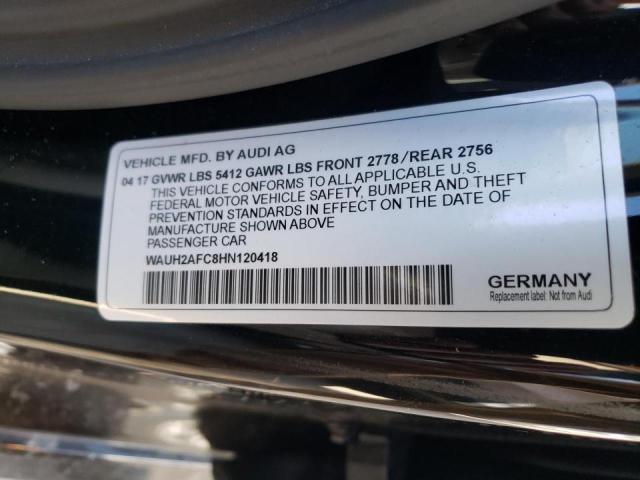 VEHICLE MFD. BY AUDI AG
04 17 GVWR LBS 5412 GAWR LBS FRONT 2778/REAR 2756
THIS VEHICLE CONFORMS TO ALL APPLICABLE U.S.
FEDERAL MOTOR VEHICLE SAFETY, BUMPER AND THEFT
PREVENTION STANDARDS IN EFFECT ON THE DATE OF
MANUFACTURE SHOWN ABOVE
PASSENGER CAR
WAUH2AFC8HN120418
GERMANY
Replacement label: Not from Audi